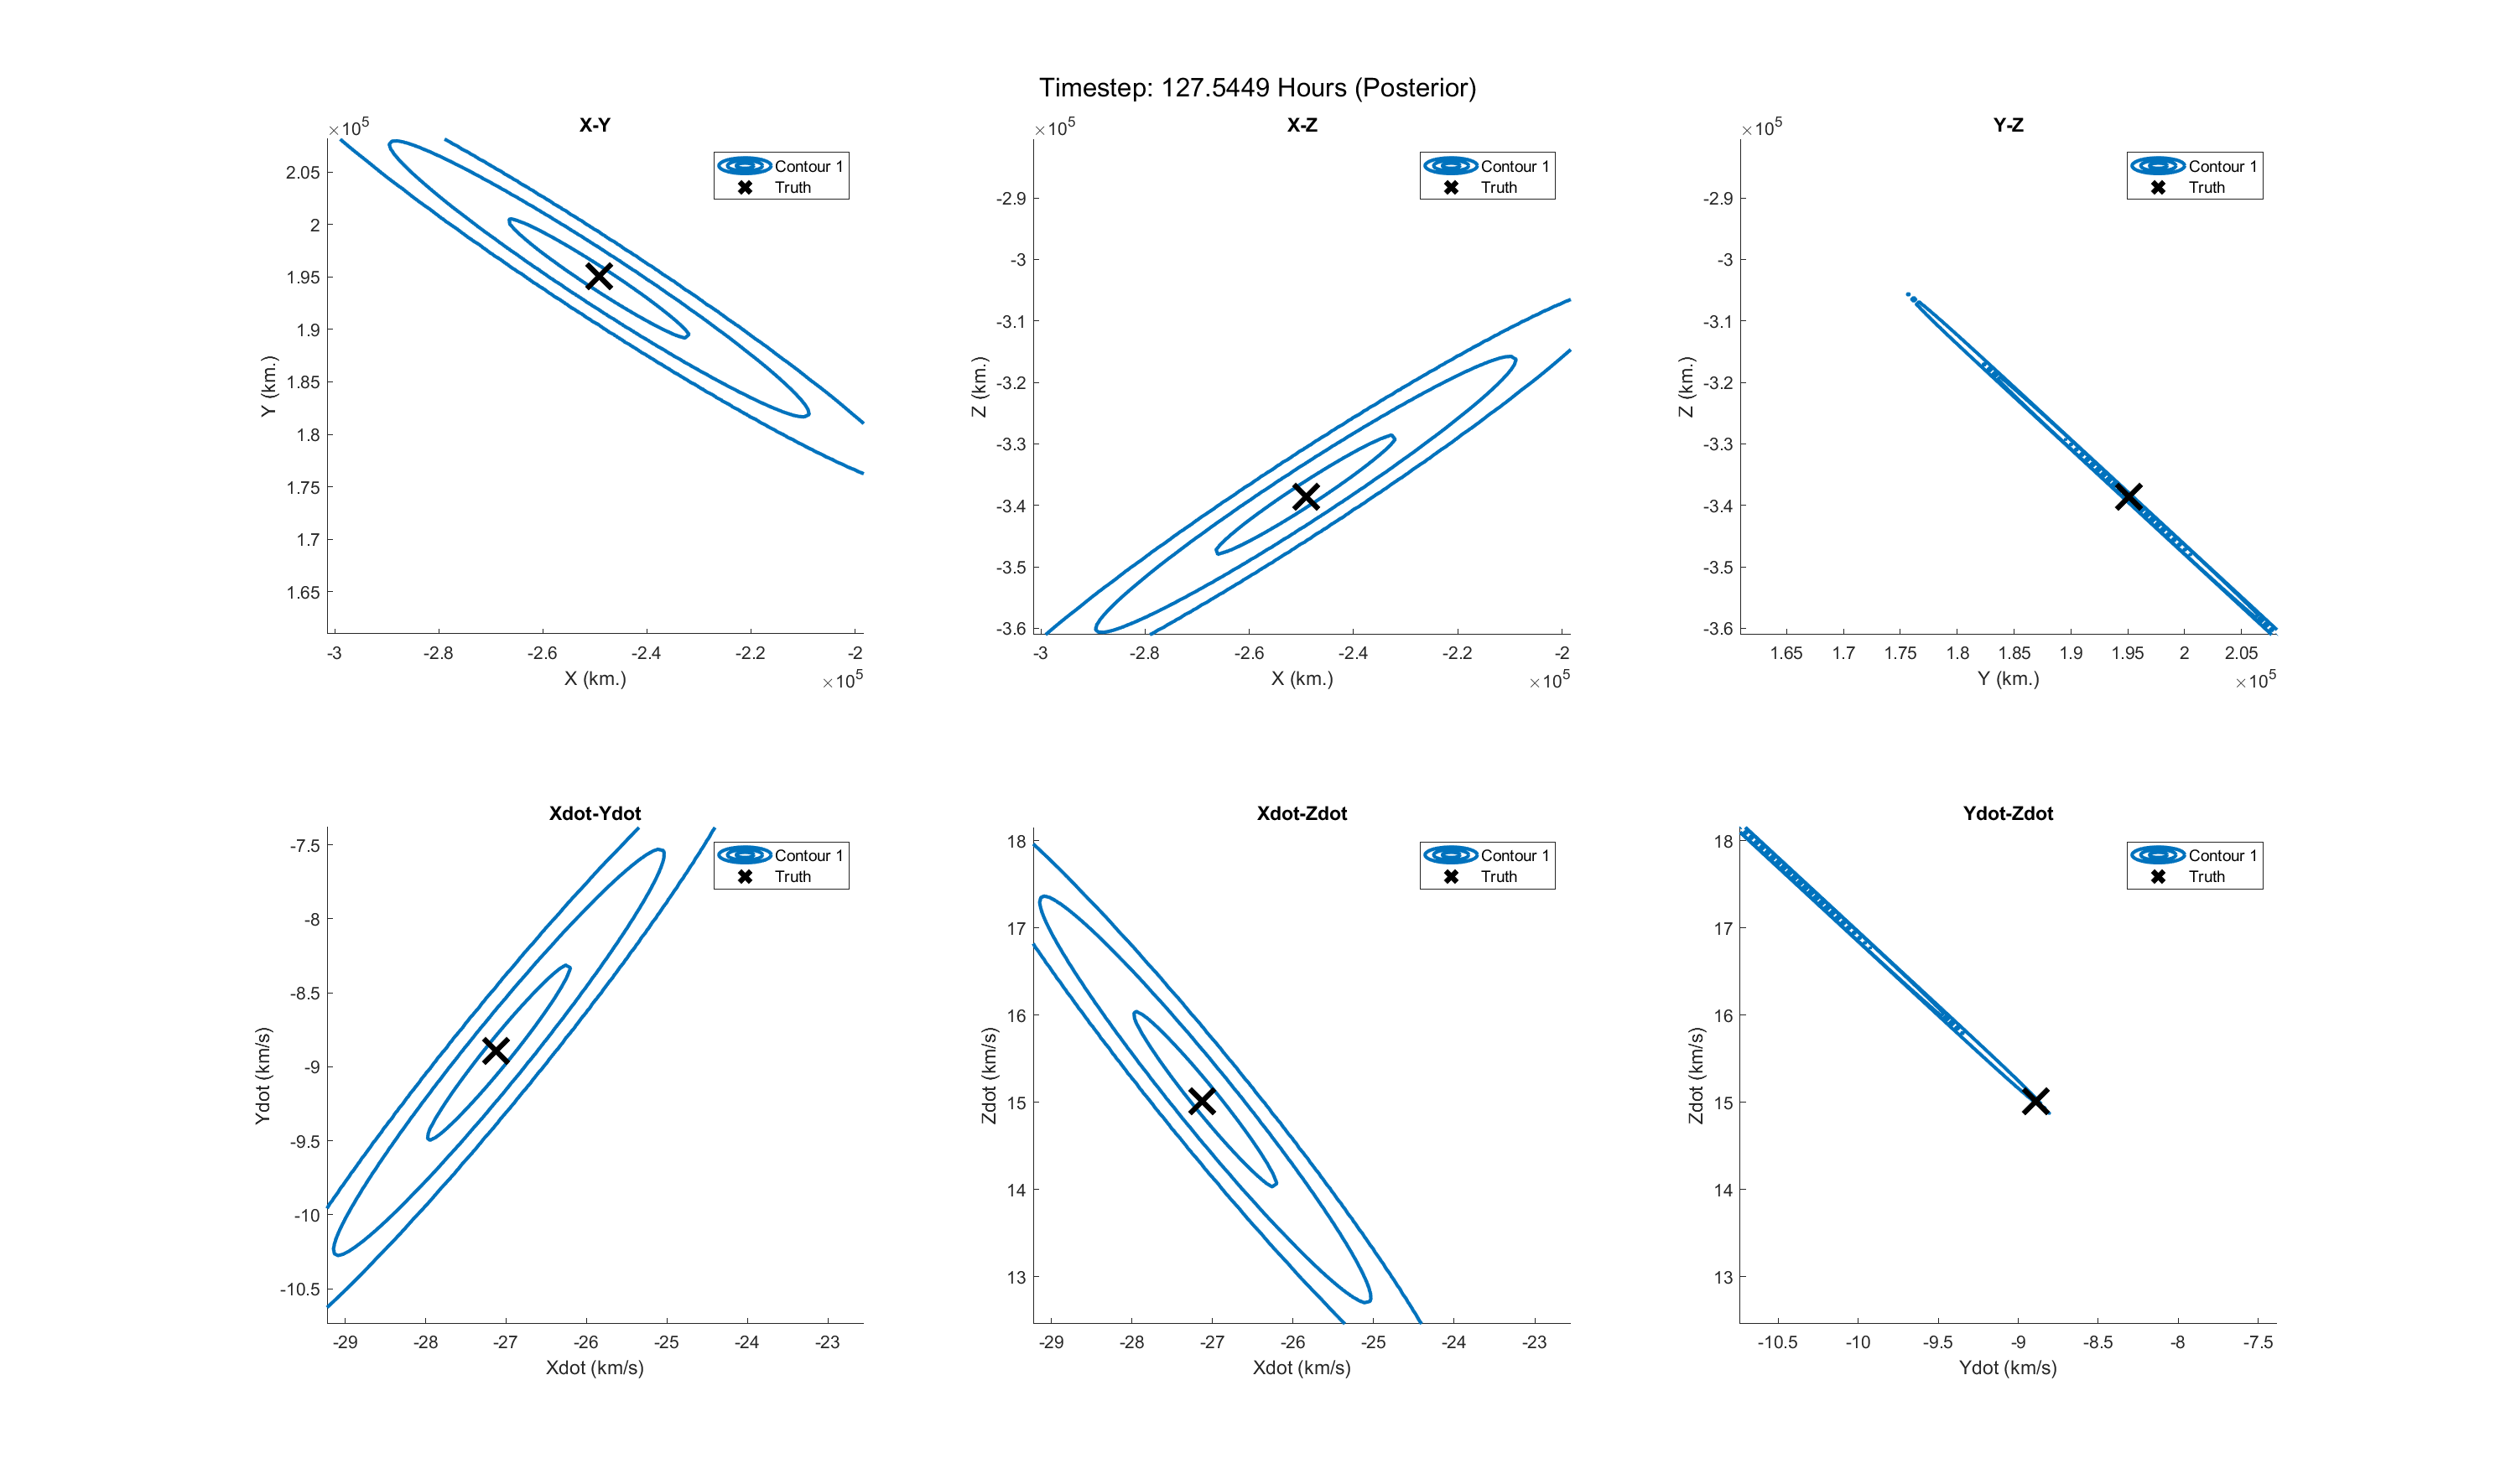 Timestep: 127.5449 Hours (Posterior)
X-Y
×10^5
Contour 1
Truth
2.05
2
1.95
1.9
1.85
1.8
1.75
1.7
1.65
Y (km.)
-3 -2.8 -2.6 -2.4 -2.2 -2
X (km.)
×10^5
X-Z
×10^5
Contour 1
Truth
-2.9
-3
-3.1
-3.2
-3.3
-3.4
-3.5
-3.6
Z (km.)
-3 -2.8 -2.6 -2.4 -2.2 -2
X (km.)
×10^5
Y-Z
×10^5
Contour 1
Truth
-2.9
-3
-3.1
-3.2
-3.3
-3.4
-3.5
-3.6
Z (km.)
1.65 1.7 1.75 1.8 1.85 1.9 1.95 2 2.05
Y (km.)
×10^5
Xdot-Ydot
Contour 1
Truth
-7.5
-8
-8.5
-9
-9.5
-10
-10.5
Ydot (km/s)
-29 -28 -27 -26 -25 -24 -23
Xdot (km/s)
Xdot-Zdot
Contour 1
Truth
18
17
16
15
14
13
Zdot (km/s)
-29 -28 -27 -26 -25 -24 -23
Xdot (km/s)
Ydot-Zdot
Contour 1
Truth
18
17
16
15
14
13
Zdot (km/s)
-10.5 -10 -9.5 -9 -8.5 -8 -7.5
Ydot (km/s)